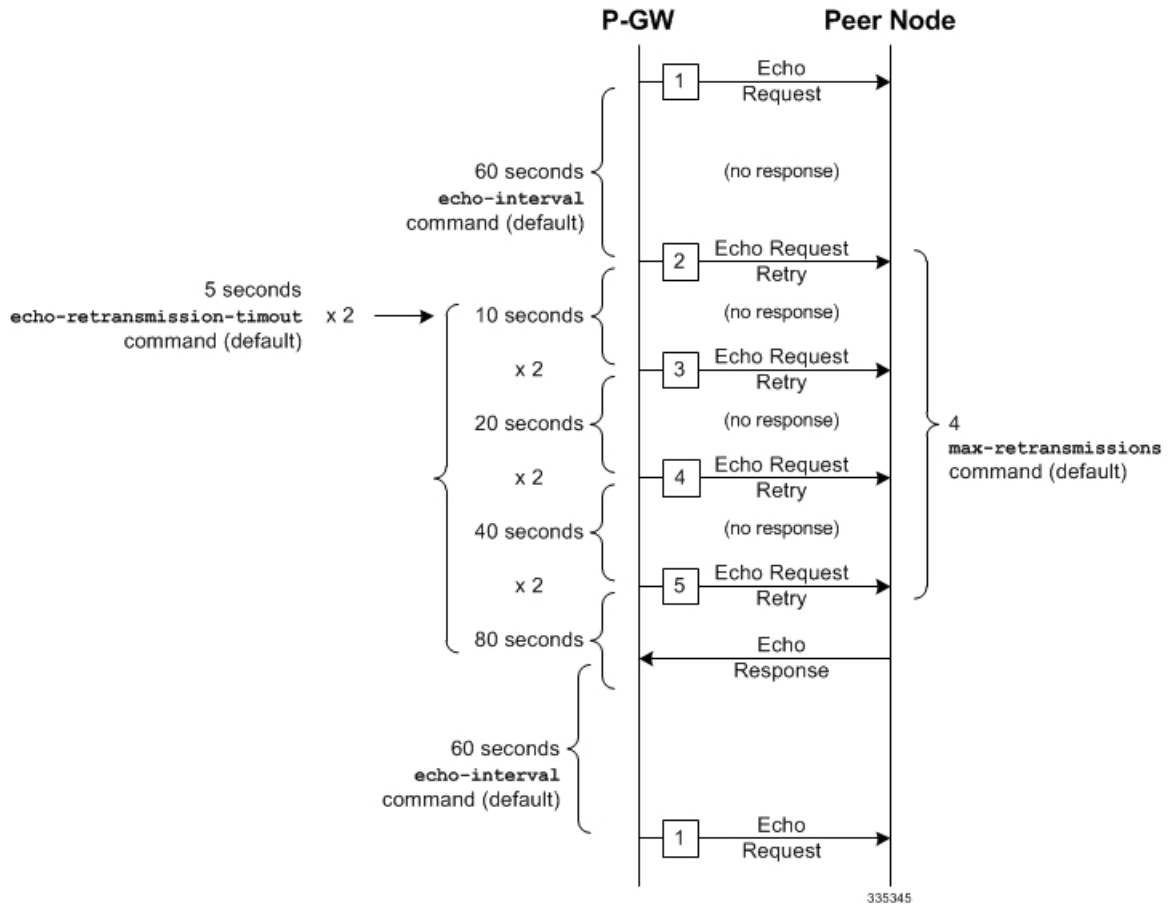 P-GW
Peer Node
1
Echo
Request
60 seconds
echo-interval
command (default)
(no response)
2
Echo Request
Retry
5 seconds
echo-retransmission-timout
command (default)
x 2
10 seconds
(no response)
x 2
3
Echo Request
Retry
20 seconds
(no response)
4
max-retransmissions
command (default)
x 2
4
Echo Request
Retry
40 seconds
(no response)
x 2
5
Echo Request
Retry
80 seconds
Echo
Response
60 seconds
echo-interval
command (default)
1
Echo
Request
335345